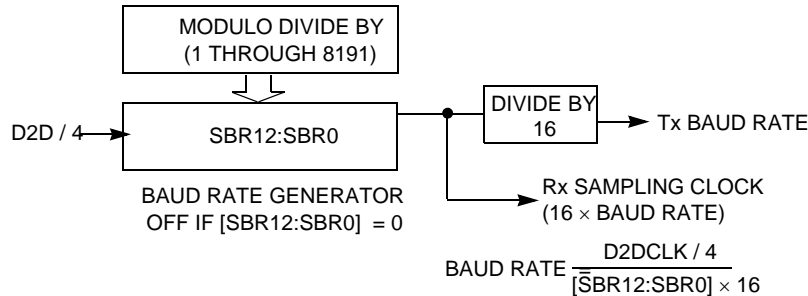 MODULO DIVIDE BY
(1 THROUGH 8191)
D2D / 4
SBR12:SBR0
DIVIDE BY
16
Tx BAUD RATE
BAUD RATE GENERATOR
OFF IF [SBR12:SBR0] = 0
Rx SAMPLING CLOCK
(16 × BAUD RATE)
D2DCLK / 4
BAUD RATE =
[SBR12:SBR0] × 16